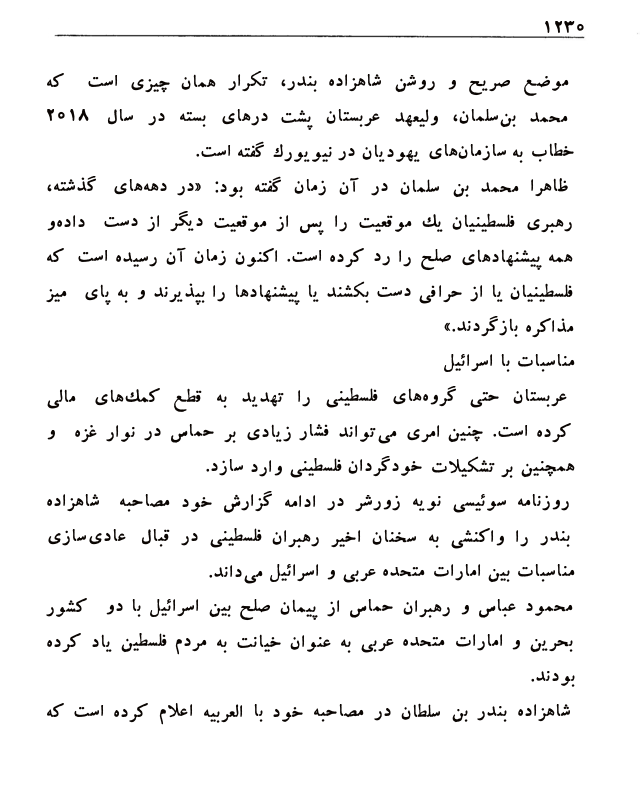 ۱۲۳۵
موضع صریح و روشن شاهزاده بندر، تکرار همان چیزی است که
محمد بن‌سلمان، ولیعهد عربستان پشت درهای بسته در سال ۲۰۱۸
خطاب به سازمان‌های یهودیان در نیویورك گفته است.
ظاهرا محمد بن سلمان در آن زمان گفته بود: «در دهه‌های گذشته،
رهبری فلسطینیان یك موقعیت را پس از موقعیت دیگر از دست داده‌و
همه پیشنهادهای صلح را رد کرده است. اکنون زمان آن رسیده است که
فلسطینیان یا از حرافی دست بکشند یا پیشنهادها را بپذیرند و به پای میز
مذاکره بازگردند.»
مناسبات با اسرائیل
عربستان حتی گروه‌های فلسطینی را تهدید به قطع کمك‌های مالی
کرده است. چنین امری می‌تواند فشار زیادی بر حماس در نوار غزه و
همچنین بر تشکیلات خودگردان فلسطینی وارد سازد.
روزنامه سوئیسی نویه زورشر در ادامه گزارش خود مصاحبه شاهزاده
بندر را واکنشی به سخنان اخیر رهبران فلسطینی در قبال عادی‌سازی
مناسبات بین امارات متحده عربی و اسرائیل می‌داند.
محمود عباس و رهبران حماس از پیمان صلح بین اسرائیل با دو کشور
بحرین و امارات متحده عربی به عنوان خیانت به مردم فلسطین یاد کرده
بودند.
شاهزاده بندر بن سلطان در مصاحبه خود با العربیه اعلام کرده است که